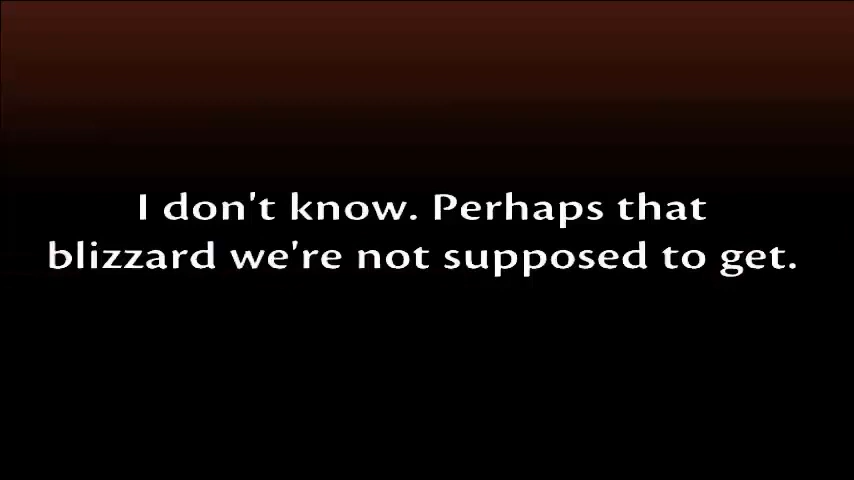 I don't know. Perhaps that
blizzard we're not supposed to get.